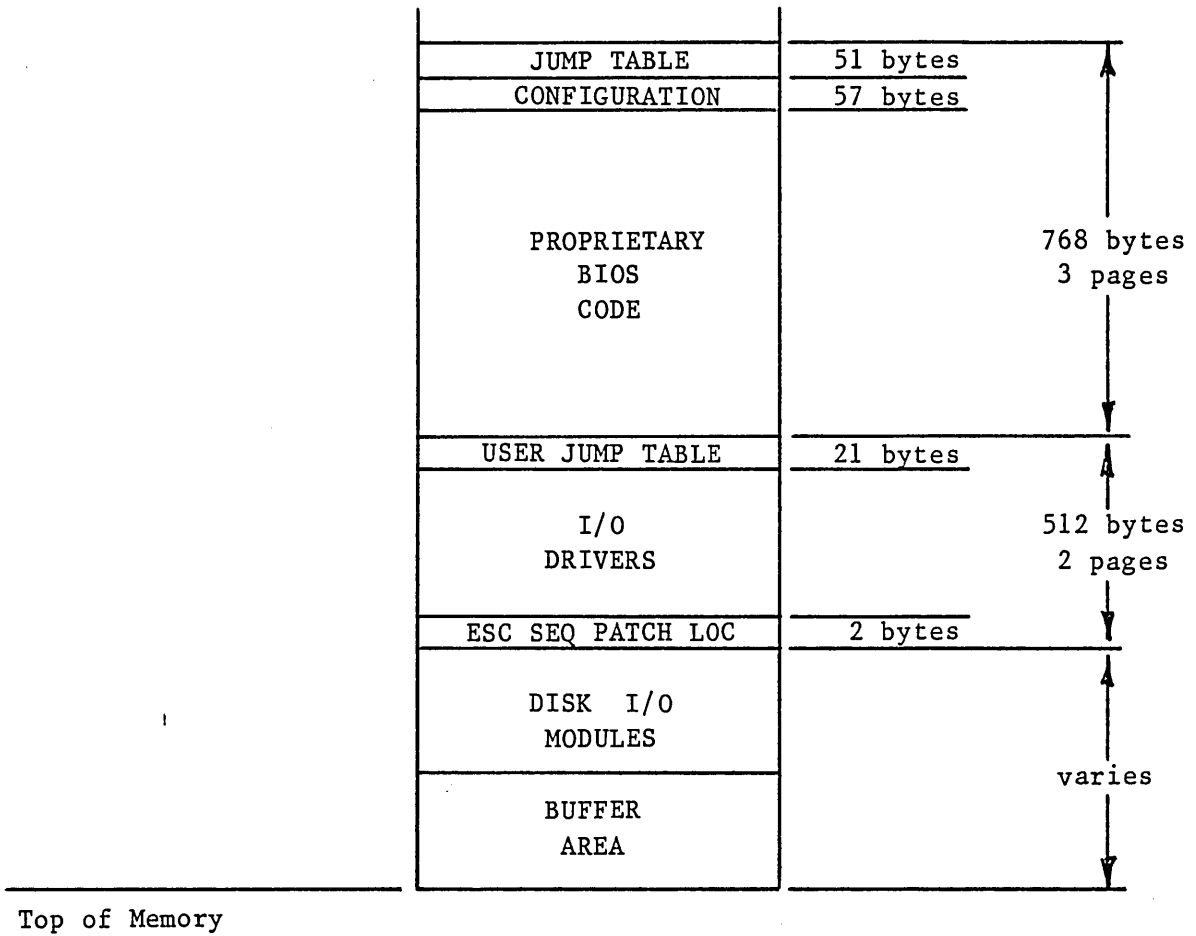 JUMP TABLE 51 bytes
CONFIGURATION 57 bytes
PROPRIETARY
BIOS
CODE
768 bytes
3 pages
USER JUMP TABLE 21 bytes
I/O
DRIVERS
512 bytes
2 pages
ESC SEQ PATCH LOC 2 bytes
DISK I/O
MODULES
varies
BUFFER
AREA
Top of Memory